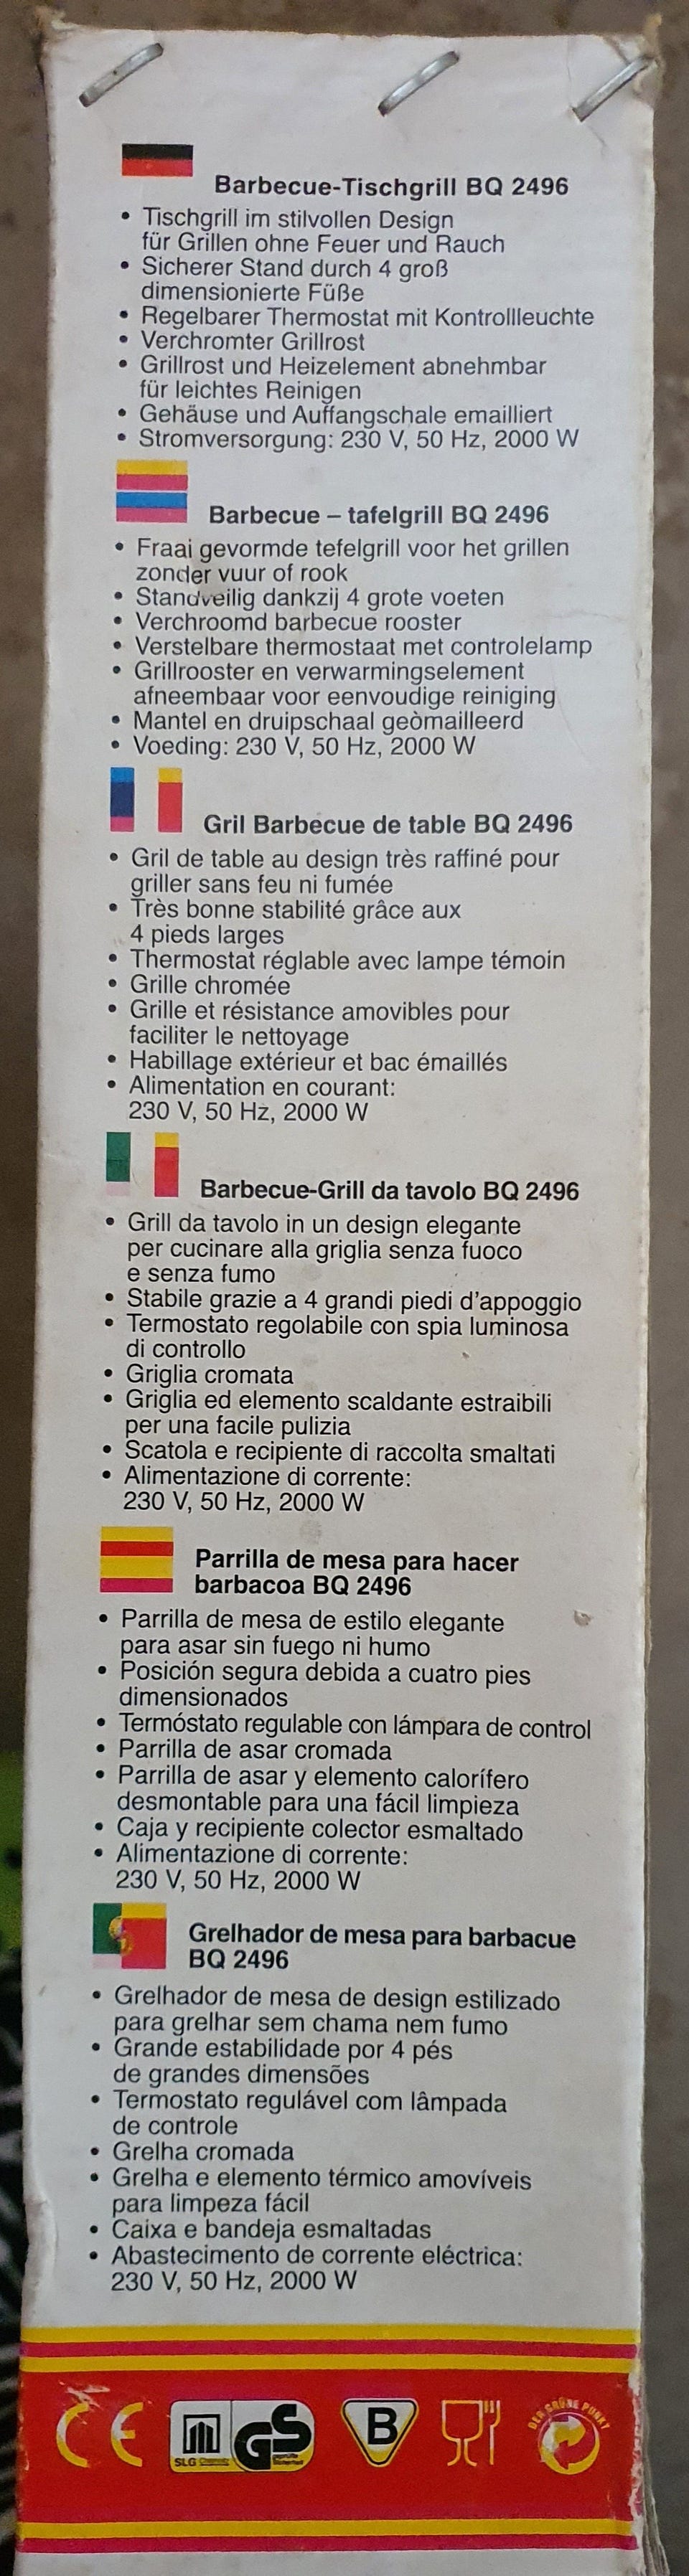 Barbecue-Tischgrill BQ 2496
• Tischgrill im stilvollen Design
für Grillen ohne Feuer und Rauch
• Sicherer Stand durch 4 groß
dimensionierte Füße
• Regelbarer Thermostat mit Kontrollleuchte
• Verchromter Grillrost
• Grillrost und Heizelement abnehmbar
für leichtes Reinigen
• Gehäuse und Auffangschale emailliert
• Stromversorgung: 230 V, 50 Hz, 2000 W
Barbecue – tafelgrill BQ 2496
• Fraai gevormde tefelgrill voor het grillen
zonder vuur of rook
• Standveilig dankzij 4 grote voeten
• Verchroomd barbecue rooster
• Verstelbare thermostaat met controlelamp
• Grillrooster en verwarmingselement
afneembaar voor eenvoudige reiniging
• Mantel en druipschaal geòmailleerd
• Voeding: 230 V, 50 Hz, 2000 W
Gril Barbecue de table BQ 2496
• Gril de table au design très raffiné pour
griller sans feu ni fumée
• Très bonne stabilité grâce aux
4 pieds larges
• Thermostat réglable avec lampe témoin
• Grille chromée
• Grille et résistance amovibles pour
faciliter le nettoyage
• Habillage extérieur et bac émaillés
• Alimentation en courant:
230 V, 50 Hz, 2000 W
Barbecue-Grill da tavolo BQ 2496
• Grill da tavolo in un design elegante
per cucinare alla griglia senza fuoco
e senza fumo
• Stabile grazie a 4 grandi piedi d'appoggio
• Termostato regolabile con spia luminosa
di controllo
• Griglia cromata
• Griglia ed elemento scaldante estraibili
per una facile pulizia
• Scatola e recipiente di raccolta smaltati
• Alimentazione di corrente:
230 V, 50 Hz, 2000 W
Parrilla de mesa para hacer
barbacoa BQ 2496
• Parrilla de mesa de estilo elegante
para asar sin fuego ni humo
• Posición segura debida a cuatro pies
dimensionados
• Termóstato regulable con lámpara de control
• Parrilla de asar cromada
• Parrilla de asar y elemento calorífero
desmontable para una fácil limpieza
• Caja y recipiente colector esmaltado
• Alimentazione di corrente:
230 V, 50 Hz, 2000 W
Grelhador de mesa para barbacue
BQ 2496
• Grelhador de mesa de design estilizado
para grelhar sem chama nem fumo
• Grande estabilidade por 4 pés
de grandes dimensões
• Termostato regulável com lâmpada
de controle
• Grelha cromada
• Grelha e elemento térmico amovíveis
para limpeza fácil
• Caixa e bandeja esmaltadas
• Abastecimento de corrente eléctrica:
230 V, 50 Hz, 2000 W
CE
SLG
GS
B
DER GRÜNE PUNKT